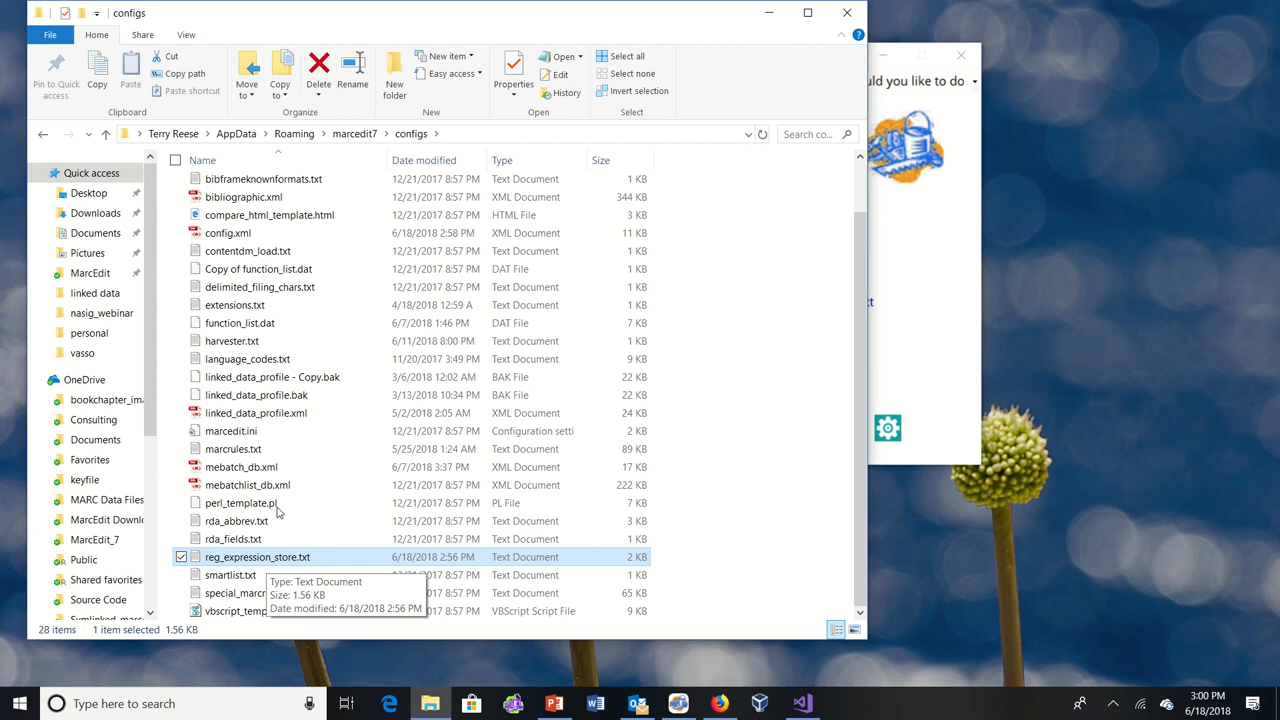 configs
File
Home
Share
View
Pin to Quick access
Copy
Paste
Cut
Copy path
Paste shortcut
Clipboard
Move to
Copy to
Delete
Rename
Organize
New folder
New item
Easy access
New
Properties
Open
Edit
History
Open
Select all
Select none
Invert selection
Select
Terry Reese
AppData
Roaming
marcedit7
configs
Search co...
Quick access
Desktop
Downloads
Documents
Pictures
MarcEdit
linked data
nasig_webinar
personal
vasso
OneDrive
bookchapter_im
Consulting
Documents
Favorites
keyfile
MARC Data Files
MarcEdit Downl
MarcEdit_7
Public
Shared favorites
Source Code
Name Date modified Type Size
bibframeknownformats.txt 12/21/2017 8:57 PM Text Document 1 KB
bibliographic.xml 12/21/2017 8:57 PM XML Document 344 KB
compare_html_template.html 12/21/2017 8:57 PM HTML File 3 KB
config.xml 6/18/2018 2:58 PM XML Document 11 KB
contentdm_load.txt 12/21/2017 8:57 PM Text Document 1 KB
Copy of function_list.dat 12/21/2017 8:57 PM DAT File 1 KB
delimited_filing_chars.txt 12/21/2017 8:57 PM Text Document 1 KB
extensions.txt 4/18/2018 12:59 A Text Document 1 KB
function_list.dat 6/7/2018 1:46 PM DAT File 7 KB
harvester.txt 6/11/2018 8:00 PM Text Document 1 KB
language_codes.txt 11/20/2017 3:49 PM Text Document 9 KB
linked_data_profile - Copy.bak 3/6/2018 12:02 AM BAK File 22 KB
linked_data_profile.bak 3/13/2018 10:34 PM BAK File 22 KB
linked_data_profile.xml 5/2/2018 2:05 AM XML Document 24 KB
marcedit.ini 12/21/2017 8:57 PM Configuration setti 2 KB
marcrules.txt 5/25/2018 1:24 AM Text Document 89 KB
mebatch_db.xml 6/7/2018 3:37 PM XML Document 17 KB
mebatchlist_db.xml 12/21/2017 8:57 PM XML Document 222 KB
perl_template.pl 12/21/2017 8:57 PM PL File 7 KB
rda_abbrev.txt 12/21/2017 8:57 PM Text Document 3 KB
rda_fields.txt 12/21/2017 8:57 PM Text Document 1 KB
reg_expression_store.txt 6/18/2018 2:56 PM Text Document 2 KB
smartlist.txt 12/21/2017 8:57 PM Text Document 1 KB
special_marcr 8:57 PM Text Document 65 KB
vbscript_temp 8:57 PM VBScript Script File 9 KB
Type: Text Document
Size: 1.56 KB
Date modified: 6/18/2018 2:56 PM
28 items 1 item selected 1.56 KB
uld you like to do
xt
Type here to search
3:00 PM
6/18/2018